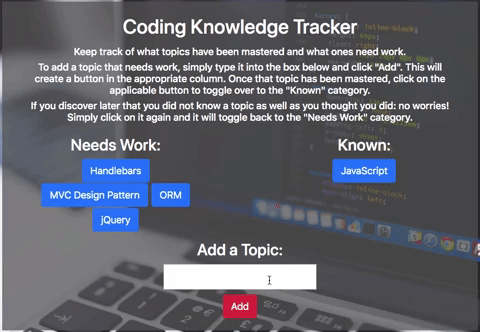 Coding Knowledge Tracker
Keep track of what topics have been mastered and what ones need work.
To add a topic that needs work, simply type it into the box below and click "Add". This will
create a button in the appropriate column. Once that topic has been mastered, click on the
applicable button to toggle over to the "Known" category.
If you discover later that you did not know a topic as well as you thought you did: no worries!
Simply click on it again and it will toggle back to the "Needs Work" category.
Needs Work:
Known:
Handlebars
JavaScript
MVC Design Pattern
ORM
jQuery
Add a Topic:
Add